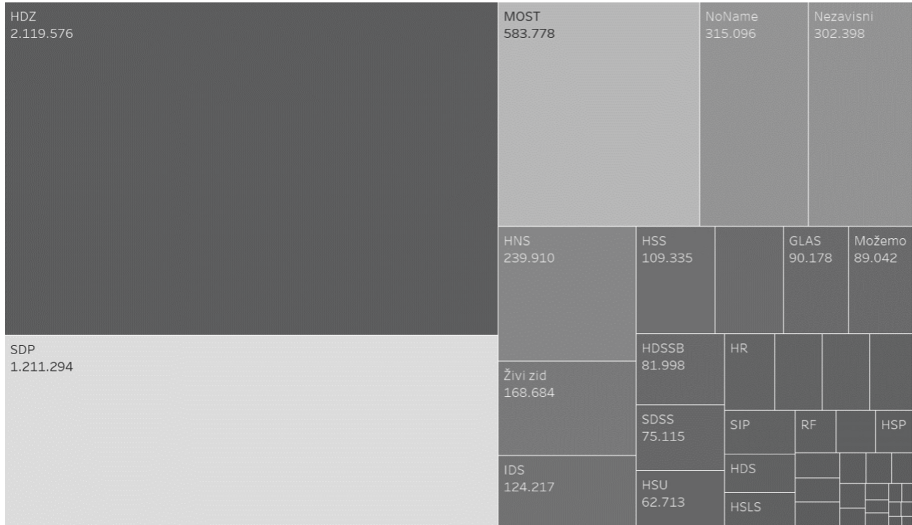 HDZ
2.119.576
SDP
1.211.294
MOST
583.778
NoName
315.096
Nezavisni
302.398
HNS
239.910
Živi zid
168.684
IDS
124.217
HSS
109.335
GLAS
90.178
Možemo
89.042
HDSSB
81.998
SDSS
75.115
HSU
62.713
HR
SIP
HDS
HSLS
RF
HSP